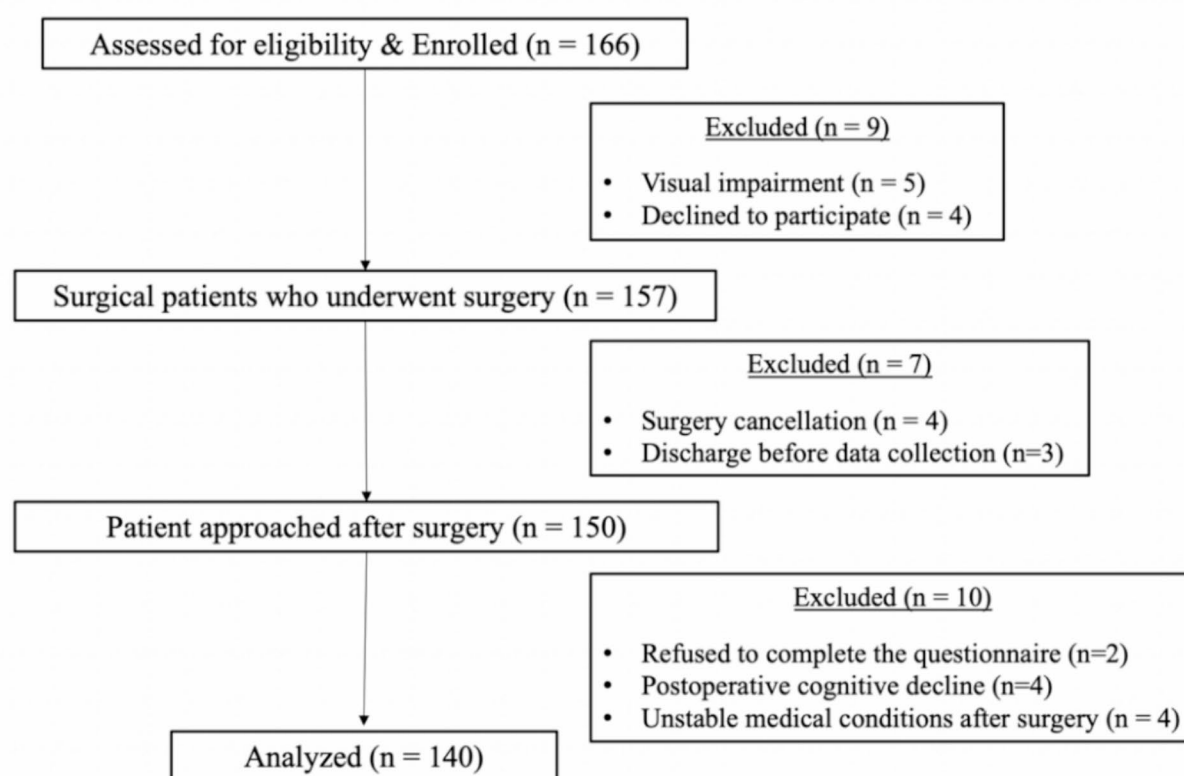 Assessed for eligibility & Enrolled (n = 166)
Excluded (n = 9)
• Visual impairment (n = 5)
• Declined to participate (n = 4)
Surgical patients who underwent surgery (n = 157)
Excluded (n = 7)
• Surgery cancellation (n = 4)
• Discharge before data collection (n=3)
Patient approached after surgery (n = 150)
Excluded (n = 10)
• Refused to complete the questionnaire (n=2)
• Postoperative cognitive decline (n=4)
• Unstable medical conditions after surgery (n = 4)
Analyzed (n = 140)